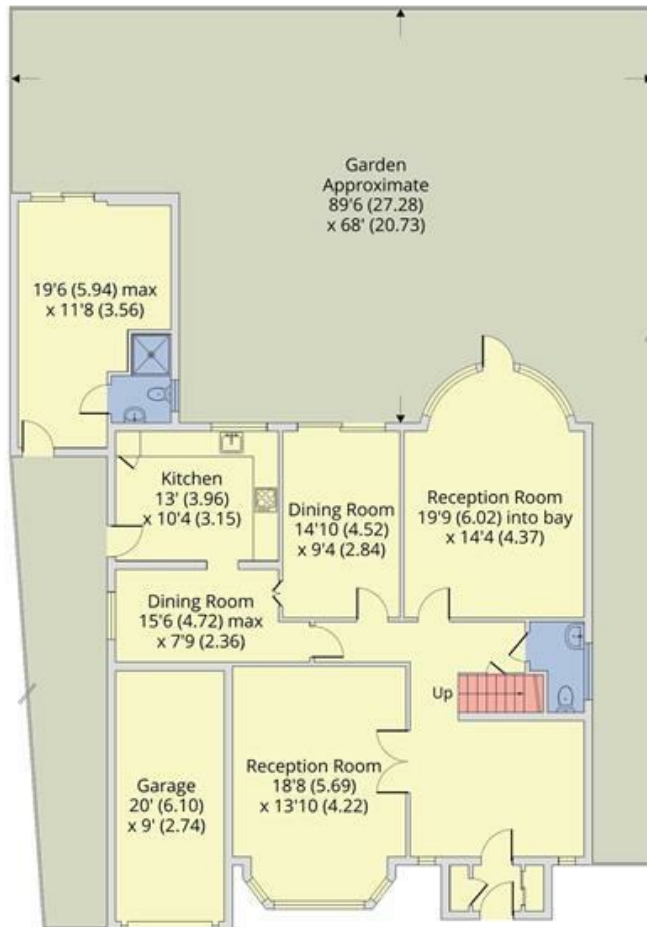 Garden
Approximate
89'6 (27.28)
x 68' (20.73)
19'6 (5.94) max
x 11'8 (3.56)
Kitchen
13' (3.96)
x 10'4 (3.15)
Dining Room
14'10 (4.52)
x 9'4 (2.84)
Reception Room
19'9 (6.02) into bay
x 14'4 (4.37)
Dining Room
15'6 (4.72) max
x 7'9 (2.36)
Up
Reception Room
18'8 (5.69)
x 13'10 (4.22)
Garage
20' (6.10)
x 9' (2.74)